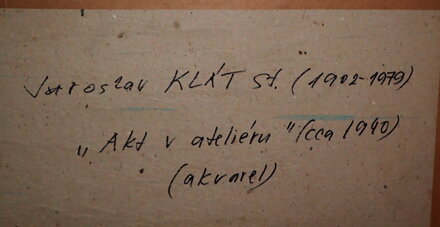 Jaroslav KLÁT st. (1902-1979)
„Akt v ateliéru" (cca 1940)
(akvarel)